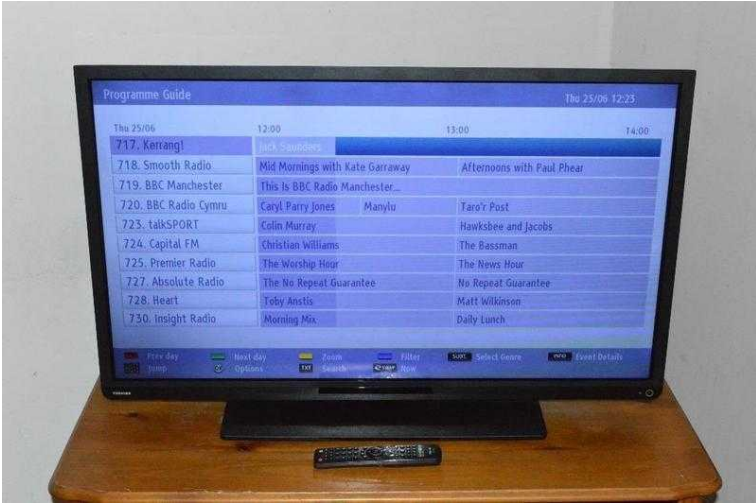 Programme Guide Thu 25/06 12:23
Thu 25/06 12:00 13:00 14:00
717. Kerrang! Jack Saunders
718. Smooth Radio Mid Mornings with Kate Garraway Afternoons with Paul Phear
719. BBC Manchester This Is BBC Radio Manchester...
720. BBC Radio Cymru Caryl Parry Jones Manylu Taro'r Post
723. talkSPORT Colin Murray Hawksbee and Jacobs
724. Capital FM Christian Williams The Bassman
725. Premier Radio The Worship Hour The News Hour
727. Absolute Radio The No Repeat Guarantee No Repeat Guarantee
728. Heart Toby Anstis Matt Wilkinson
730. Insight Radio Morning Mix Daily Lunch
Prev day Next day Zoom Filter SUBT Select Genre INFO Event Details
Jump Options TXT Search Now
TOSHIBA